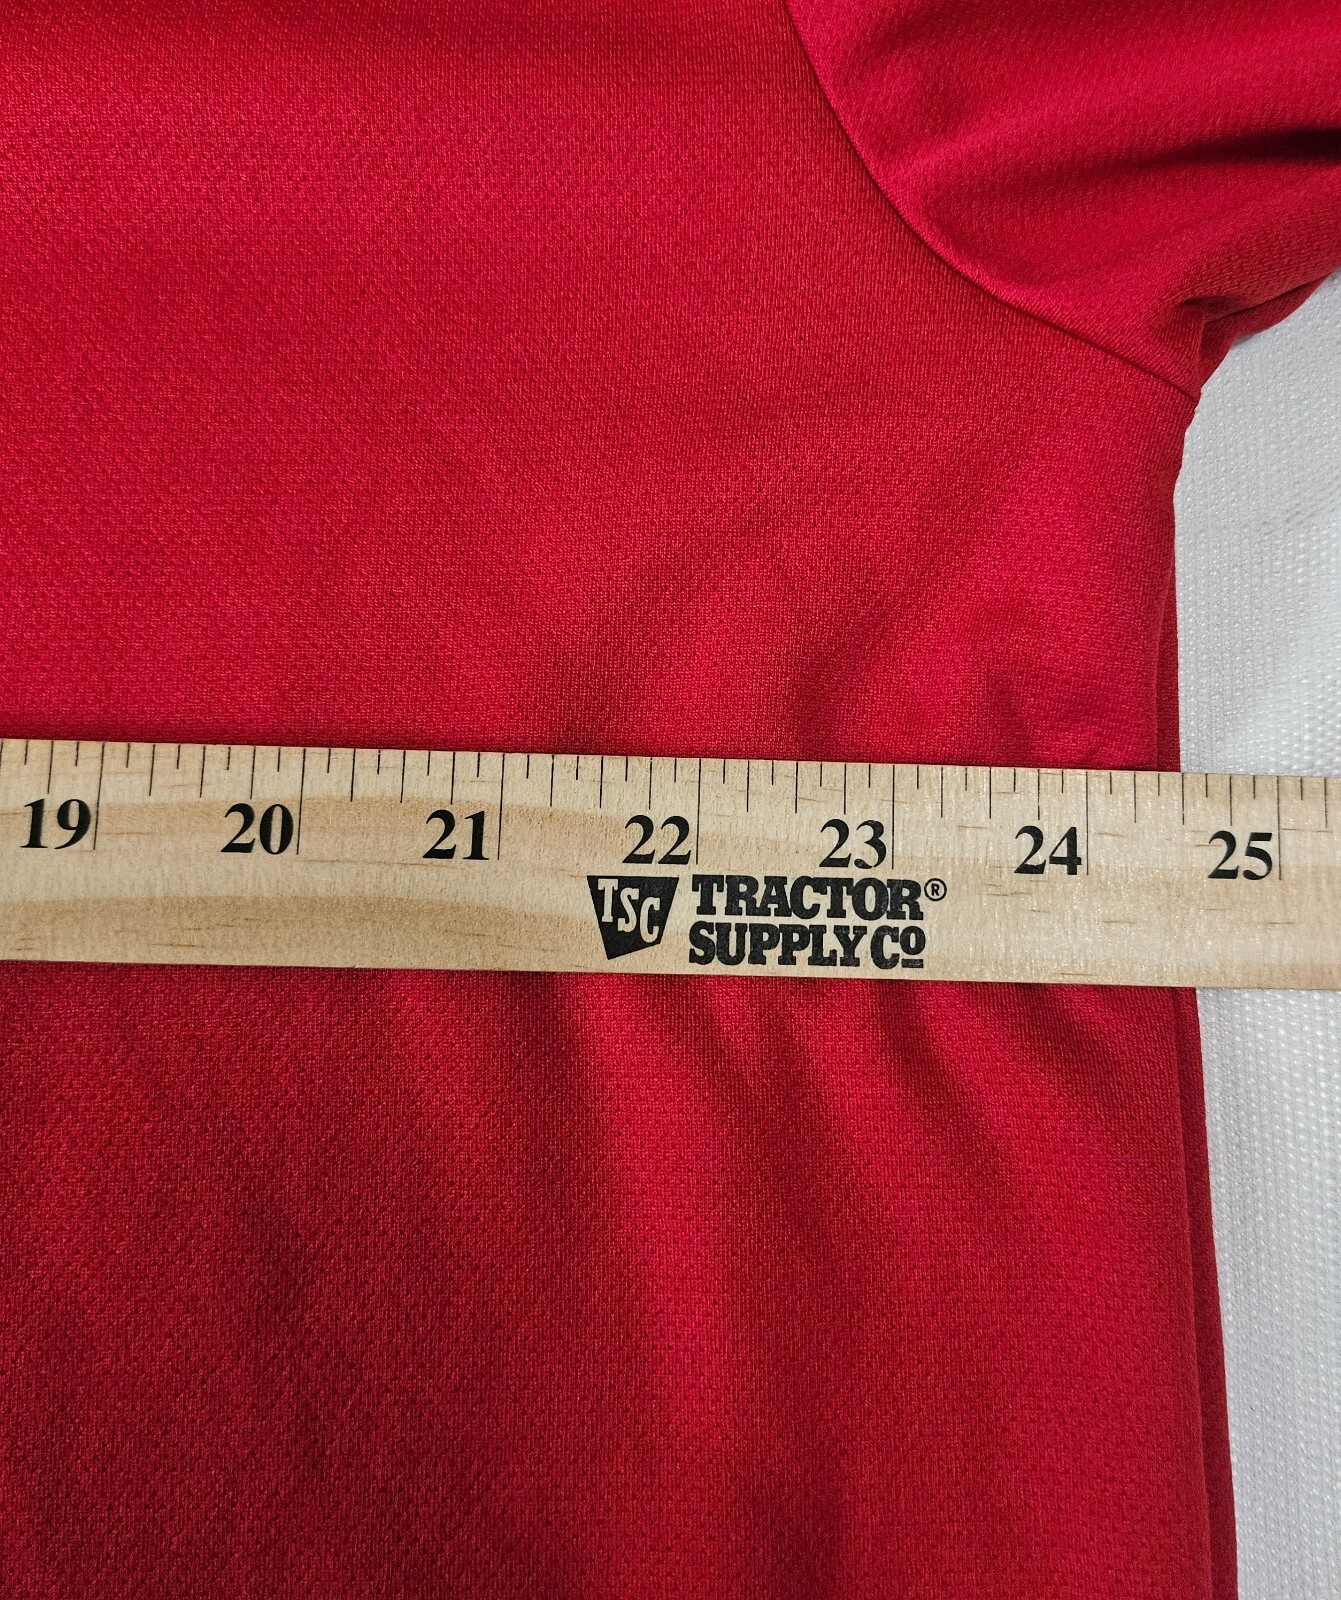 19 20 21 22 23 24 25
TSC TRACTOR®
SUPPLY Co